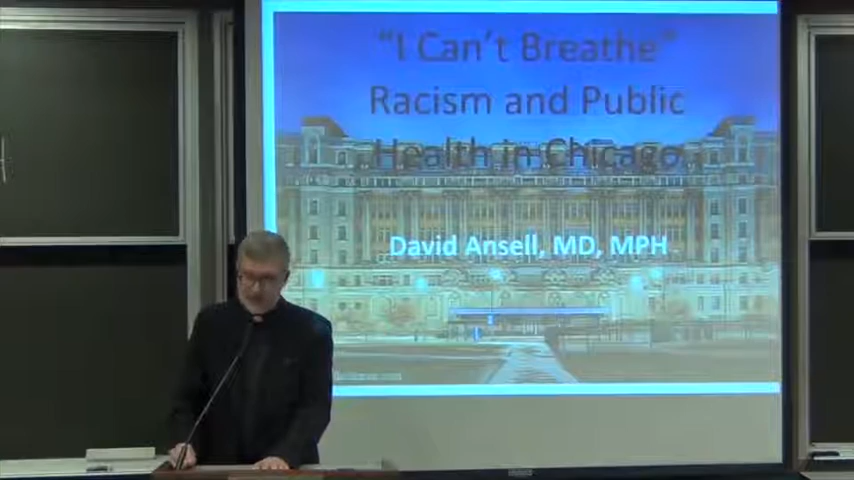 “I Can’t Breathe”
Racism and Public
Health in Chicago
David Ansell, MD, MPH